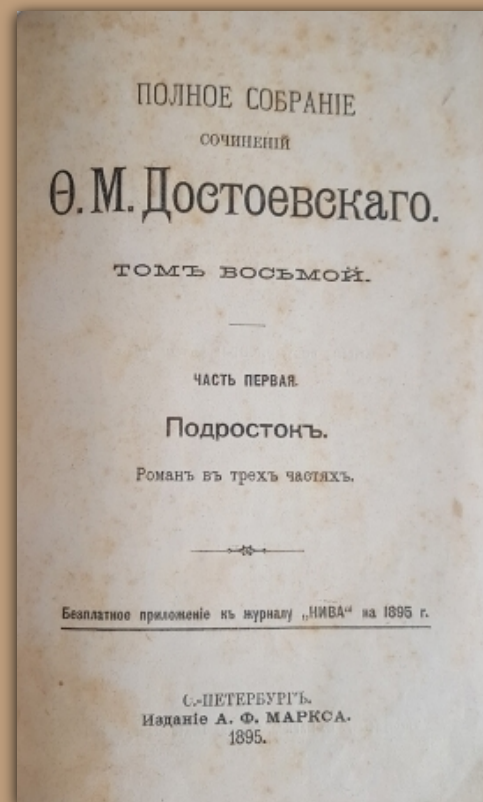 ПОЛНОЕ СОБРАНІЕ
СОЧИНЕНІЙ
Ѳ. М. Достоевскаго.
ТОМЪ ВОСЬМОЙ.
ЧАСТЬ ПЕРВАЯ.
Подростокъ.
Романъ въ трехъ частяхъ.
Безплатное приложеніе къ журналу „НИВА“ на 1895 г.
С.-ПЕТЕРБУРГЪ.
Изданіе А. Ф. МАРКСА.
1895.